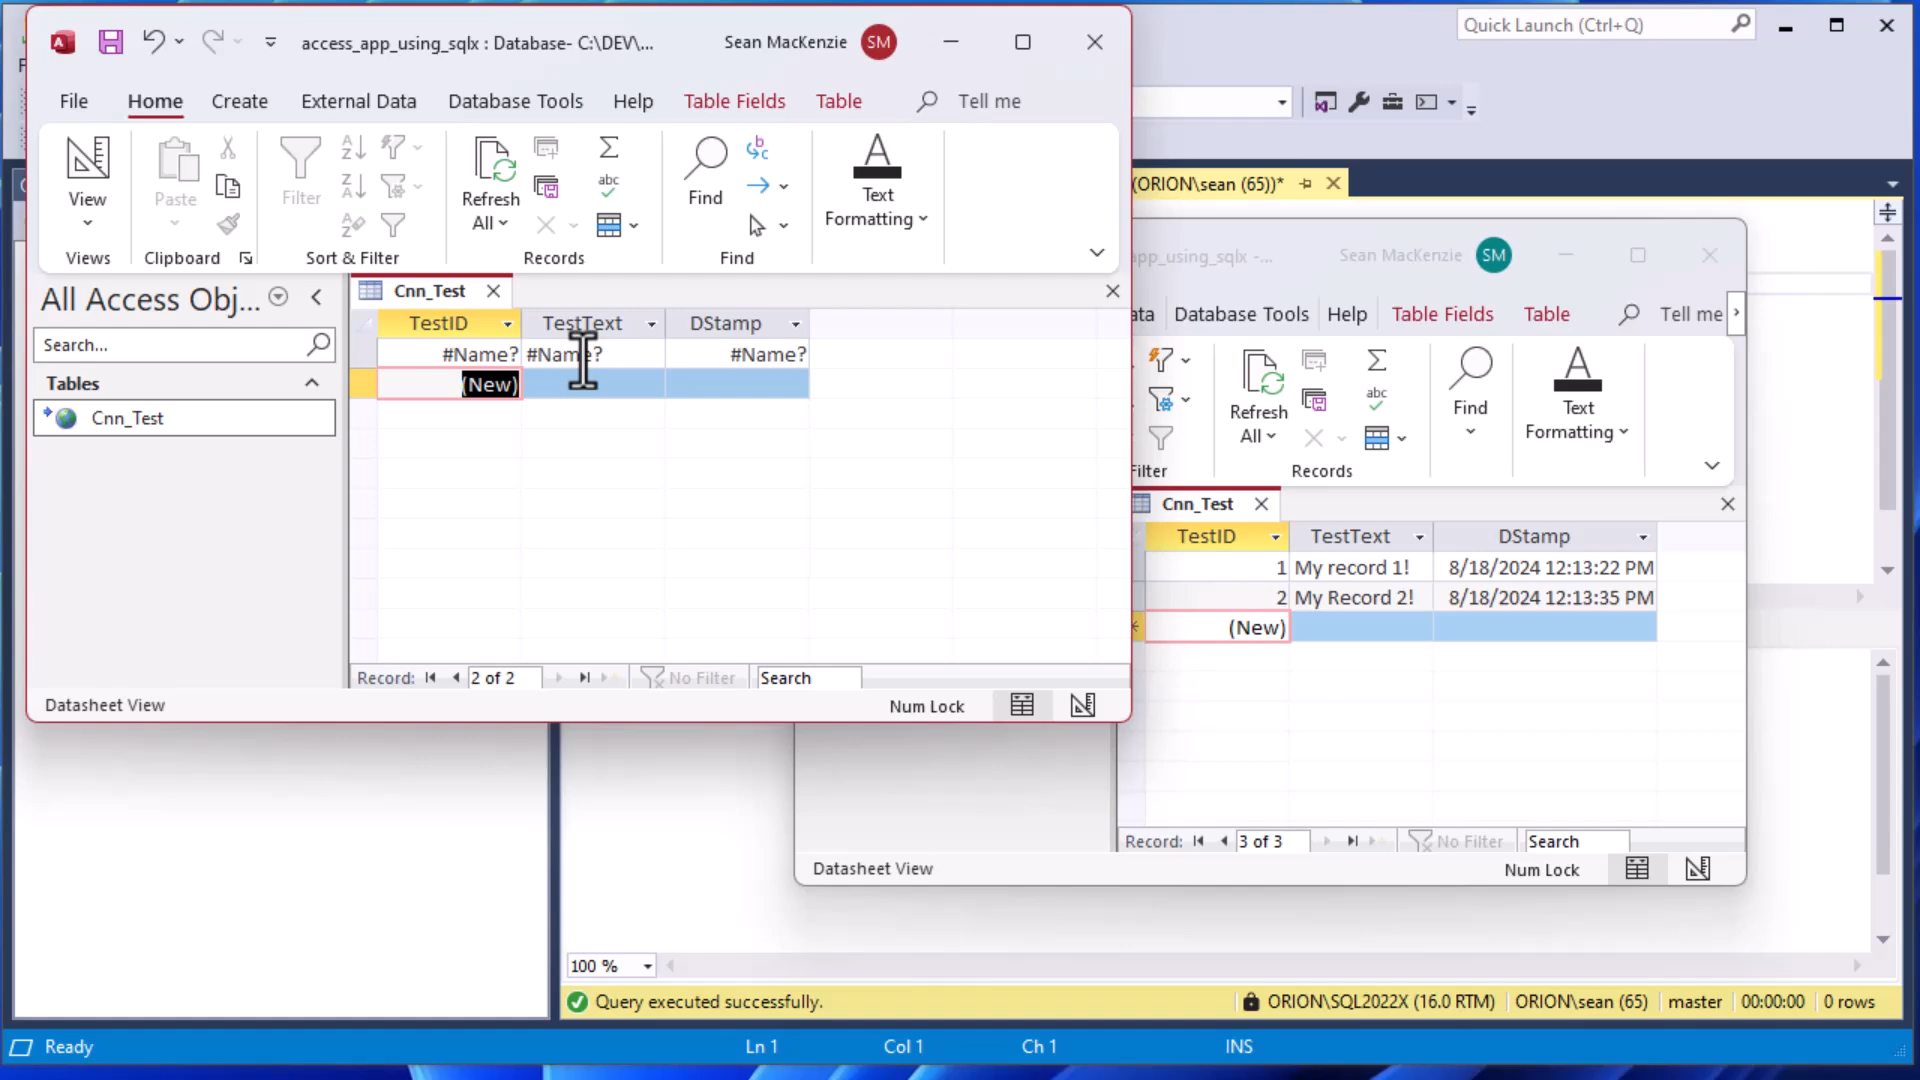 access_app_using_sqlx : Database- C:\DEV\...
Sean MacKenzie
SM
Quick Launch (Ctrl+Q)
File
Home
Create
External Data
Database Tools
Help
Table Fields
Table
Tell me
View
Paste
Filter
Refresh
All
Find
Text
Formatting
Views
Clipboard
Sort & Filter
Records
Find
All Access Obj...
Search...
Tables
Cnn_Test
Cnn_Test
TestID
TestText
DStamp
#Name?
#Name?
#Name?
(New)
Record:
2 of 2
No Filter
Search
Datasheet View
Num Lock
(ORION\sean (65))*
app_using_sqlx -...
Sean MacKenzie
SM
ata
Database Tools
Help
Table Fields
Table
Tell me
Refresh
All
Find
Text
Formatting
Filter
Records
Cnn_Test
TestID
TestText
DStamp
1
My record 1!
8/18/2024 12:13:22 PM
2
My Record 2!
8/18/2024 12:13:35 PM
(New)
Record:
3 of 3
No Filter
Search
Datasheet View
Num Lock
100 %
Query executed successfully.
ORION\SQL2022X (16.0 RTM)
ORION\sean (65)
master
00:00:00
0 rows
Ready
Ln 1
Col 1
Ch 1
INS